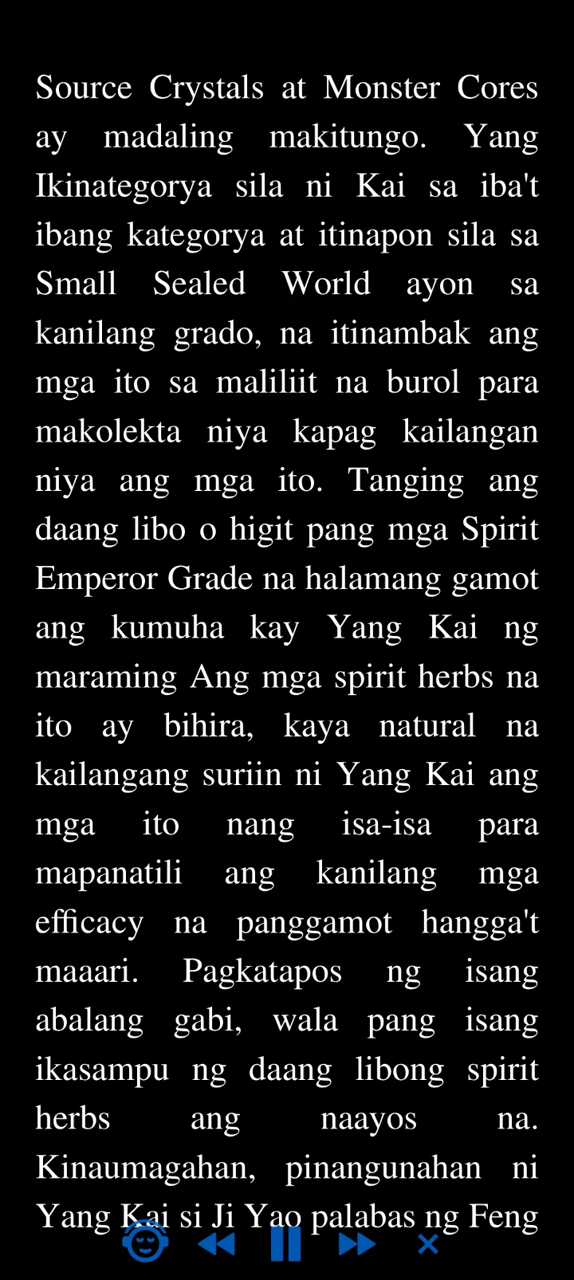 Source Crystals at Monster Cores
ay madaling makitungo. Yang
Ikinategorya sila ni Kai sa iba't
ibang kategorya at itinapon sila sa
Small Sealed World ayon sa
kanilang grado, na itinambak ang
mga ito sa maliliit na burol para
makolekta niya kapag kailangan
niya ang mga ito. Tanging ang
daang libo o higit pang mga Spirit
Emperor Grade na halamang gamot
ang kumuha kay Yang Kai ng
maraming Ang mga spirit herbs na
ito ay bihira, kaya natural na
kailangang suriin ni Yang Kai ang
mga ito nang isa-isa para
mapanatili ang kanilang mga
efficacy na panggamot hangga't
maaari. Pagkatapos ng isang
abalang gabi, wala pang isang
ikasampu ng daang libong spirit
herbs ang naayos na.
Kinaumagahan, pinangunahan ni
Yang Kai si Ji Yao palabas ng Feng